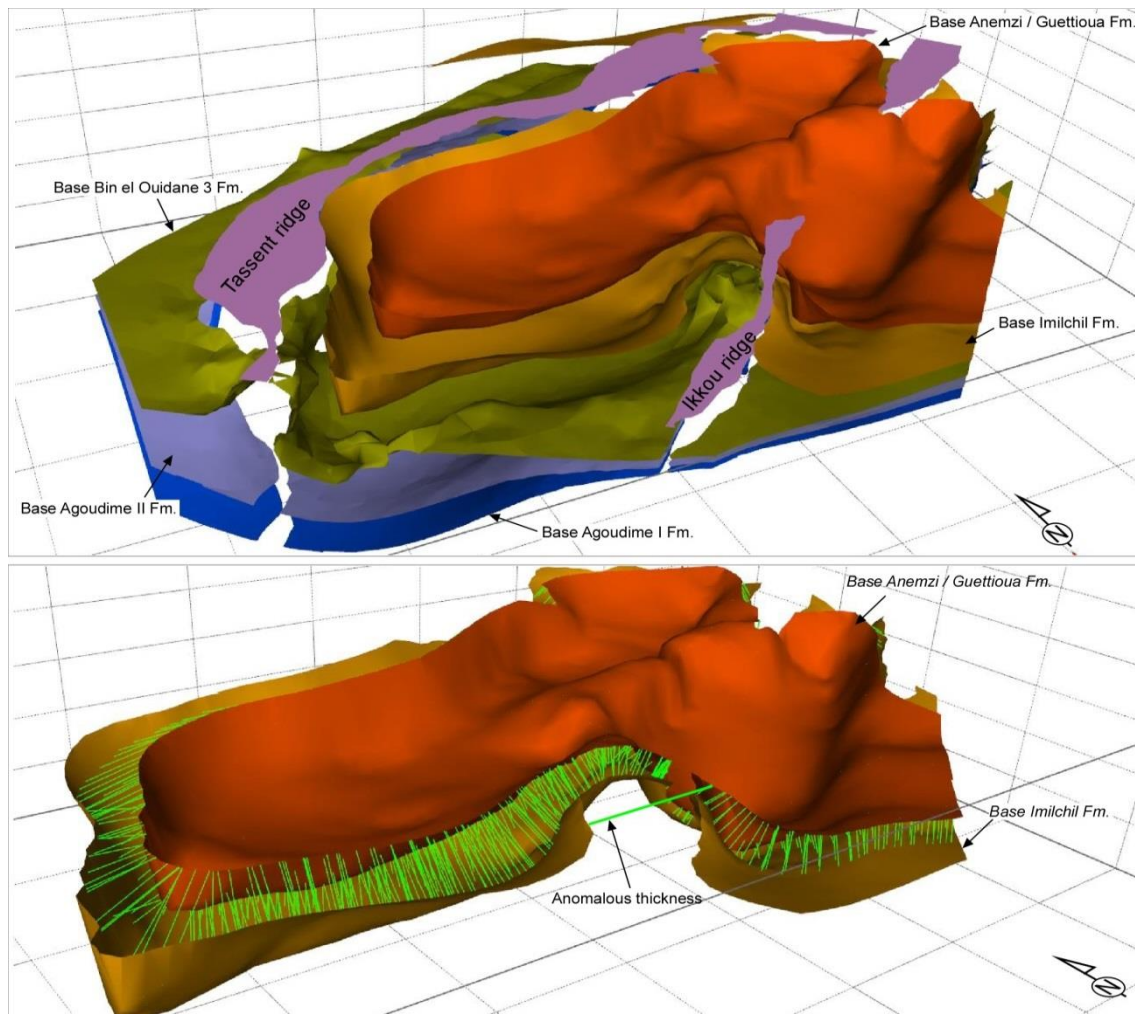 Base Anemzi / Guettioua Fm.
Base Bin el Ouidane 3 Fm.
Tassent ridge
Base Imilchil Fm.
Ikkou ridge
Base Agoudime II Fm.
Base Agoudime I Fm.
N
Base Anemzi / Guettioua Fm.
Base Imilchil Fm.
Anomalous thickness
N